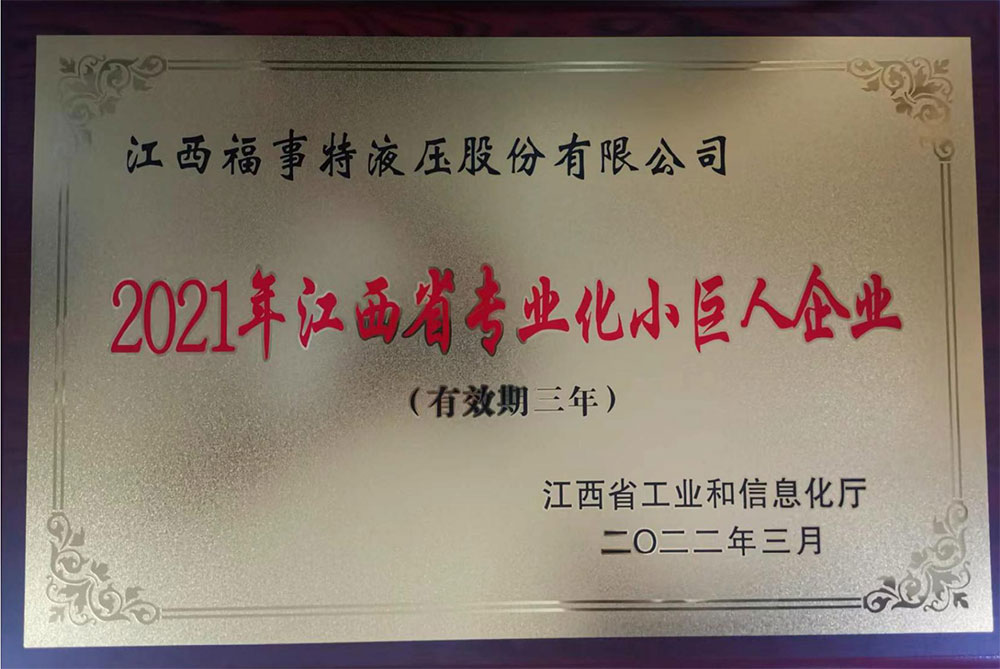 江西福事特液压股份有限公司
2021年江西省专业化小巨人企业
（有效期三年）
江西省工业和信息化厅
二〇二二年三月